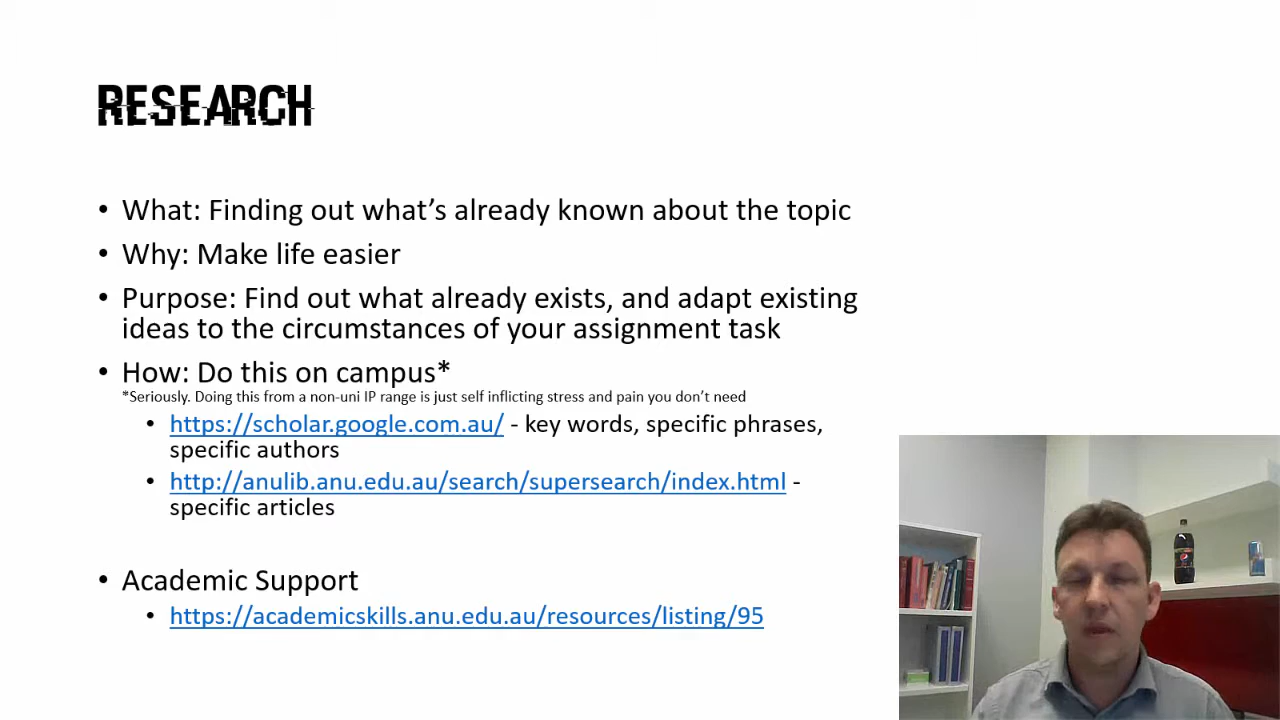 RESEARCH
• What: Finding out what's already known about the topic
• Why: Make life easier
• Purpose: Find out what already exists, and adapt existing
ideas to the circumstances of your assignment task
• How: Do this on campus*
*Seriously. Doing this from a non-uni IP range is just self inflicting stress and pain you don't need
• https://scholar.google.com.au/ - key words, specific phrases,
specific authors
• http://anulib.anu.edu.au/search/supersearch/index.html -
specific articles
• Academic Support
• https://academicskills.anu.edu.au/resources/listing/95